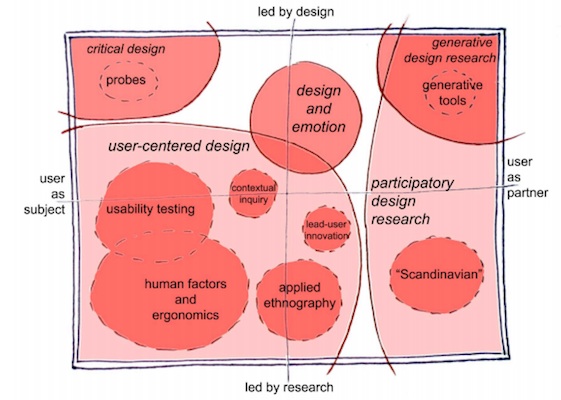 led by design
critical design
probes
generative
design research
generative
tools
design
and
emotion
user-centered design
user
as
subject
contextual
inquiry
usability testing
lead-user
innovation
participatory
design
research
user
as
partner
human factors
and
ergonomics
applied
ethnography
“Scandinavian”
led by research